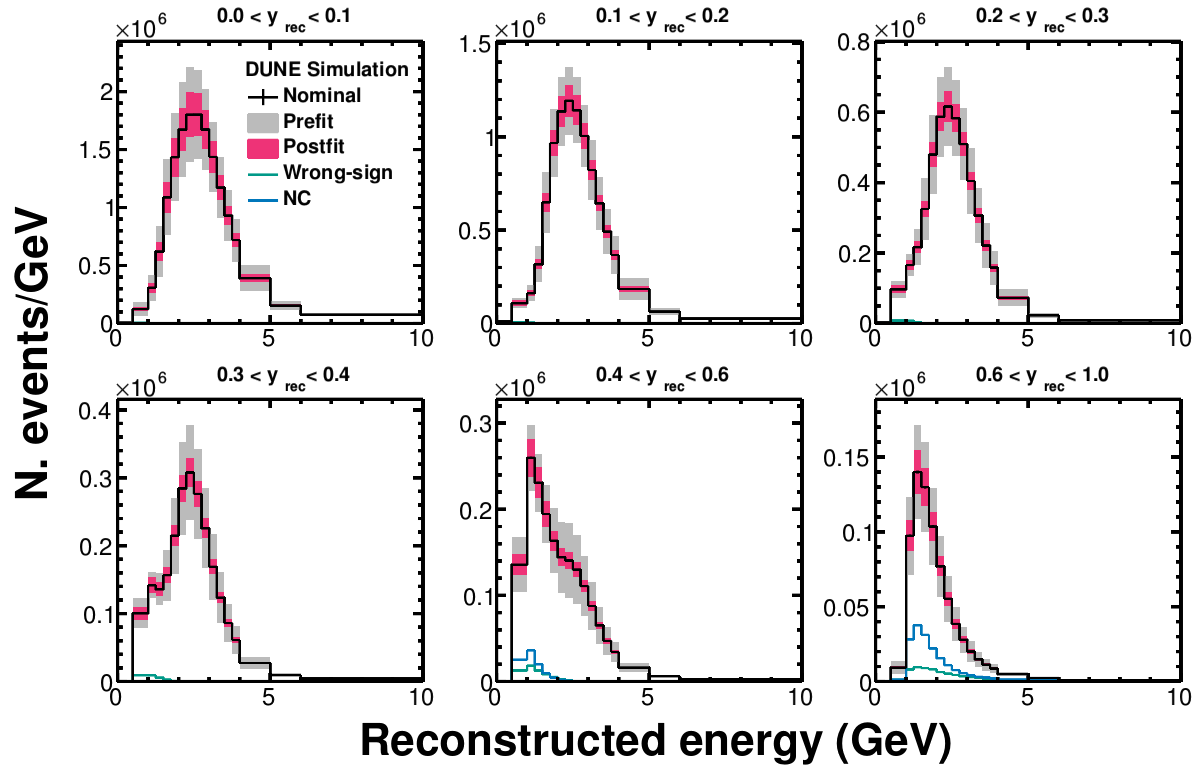 0.0 < y rec < 0.1
0.1 < y rec < 0.2
0.2 < y rec < 0.3
×10 6
×10 6
×10 6
DUNE Simulation
Nominal
Prefit
Postfit
Wrong-sign
NC
2
1.5
1
0.5
0
0 5 10
1.5
1
0.5
0
0 5 10
0.8
0.6
0.4
0.2
0
0 5 10
0.3 < y rec < 0.4
0.4 < y rec < 0.6
0.6 < y rec < 1.0
×10 6
×10 6
×10 6
0.4
0.3
0.2
0.1
0
0 5 10
0.3
0.2
0.1
0
0 5 10
0.15
0.1
0.05
0
0 5 10
N. events/GeV
Reconstructed energy (GeV)